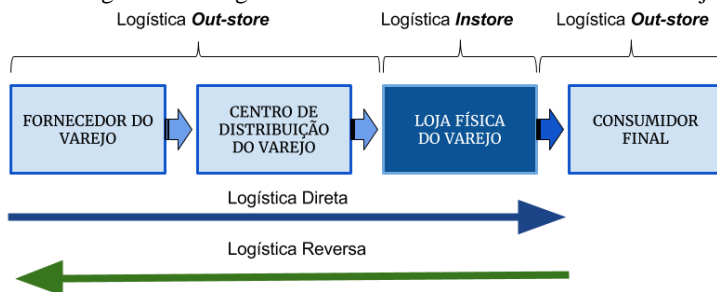 Logística Out-store
Logística Instore
Logística Out-store
FORNECEDOR DO
VAREJO
CENTRO DE
DISTRIBUIÇÃO
DO VAREJO
LOJA FÍSICA
DO VAREJO
CONSUMIDOR
FINAL
Logística Direta
Logística Reversa